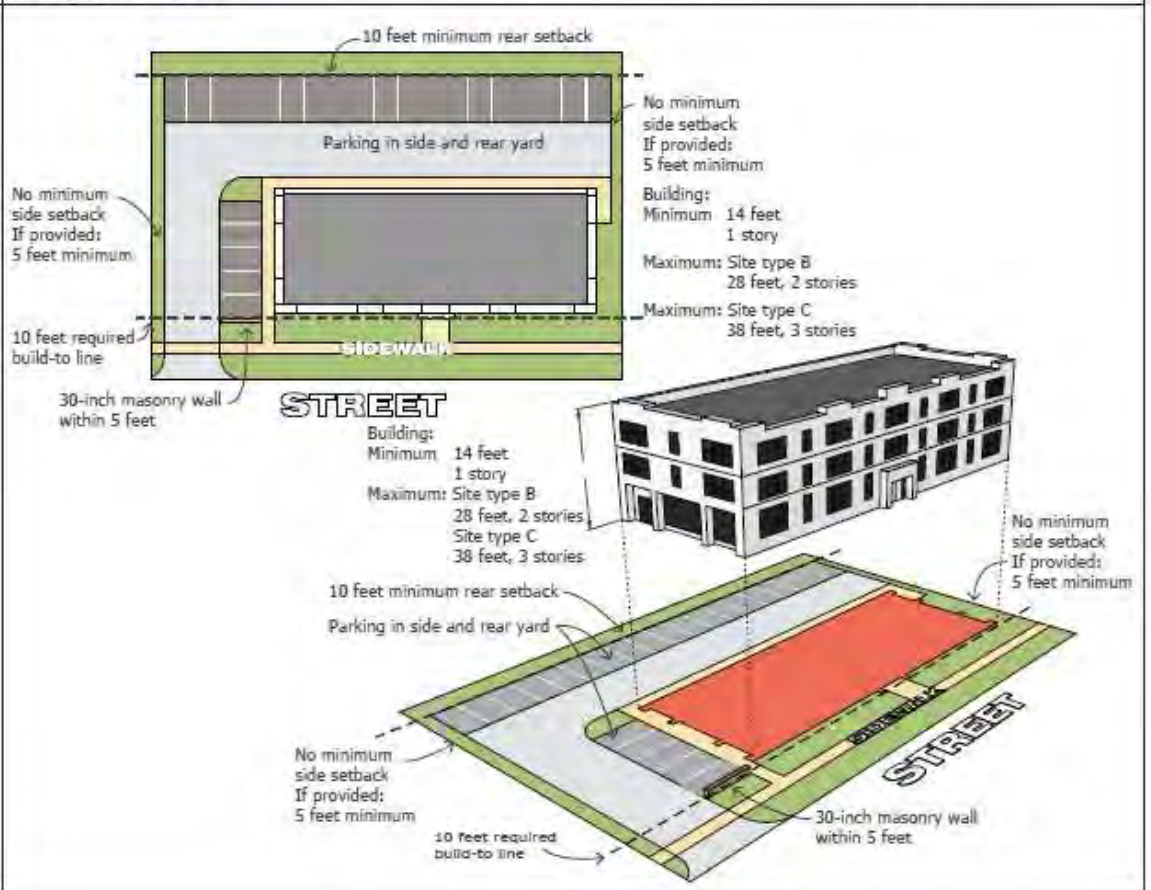 10 feet minimum rear setback
No minimum
side setback
If provided:
5 feet minimum
Parking in side and rear yard
No minimum
side setback
If provided:
5 feet minimum
Building:
Minimum 14 feet
1 story
Maximum: Site type B
28 feet, 2 stories
Maximum: Site type C
38 feet, 3 stories
10 feet required
build-to line
SIDEWALK
30-inch masonry wall
within 5 feet
STREET
Building:
Minimum 14 feet
1 story
Maximum: Site type B
28 feet, 2 stories
Site type C
38 feet, 3 stories
No minimum
side setback
If provided:
5 feet minimum
10 feet minimum rear setback
Parking in side and rear yard
SIDEWALK
STREET
No minimum
side setback
If provided:
5 feet minimum
30-inch masonry wall
within 5 feet
10 feet required
build-to line